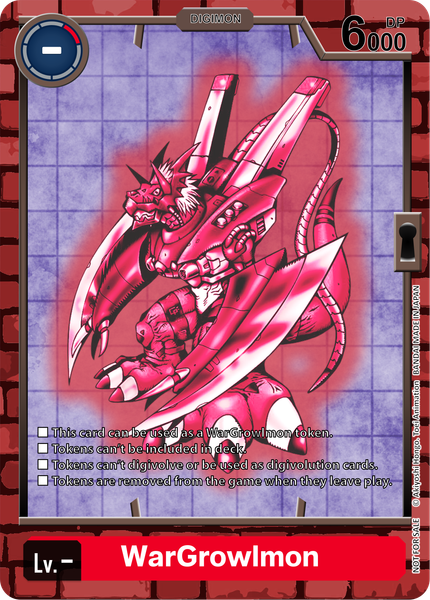 DIGIMON
DP
6000
-
□ This card can be used as a WarGrowlmon token.
□ Tokens can't be included in deck.
□ Tokens can't digivolve or be used as digivolution cards.
□ Tokens are removed from the game when they leave play.
NOT FOR SALE © Akiyoshi Hongo, Toei Animation BANDAI MADE IN JAPAN
Lv.-
WarGrowlmon